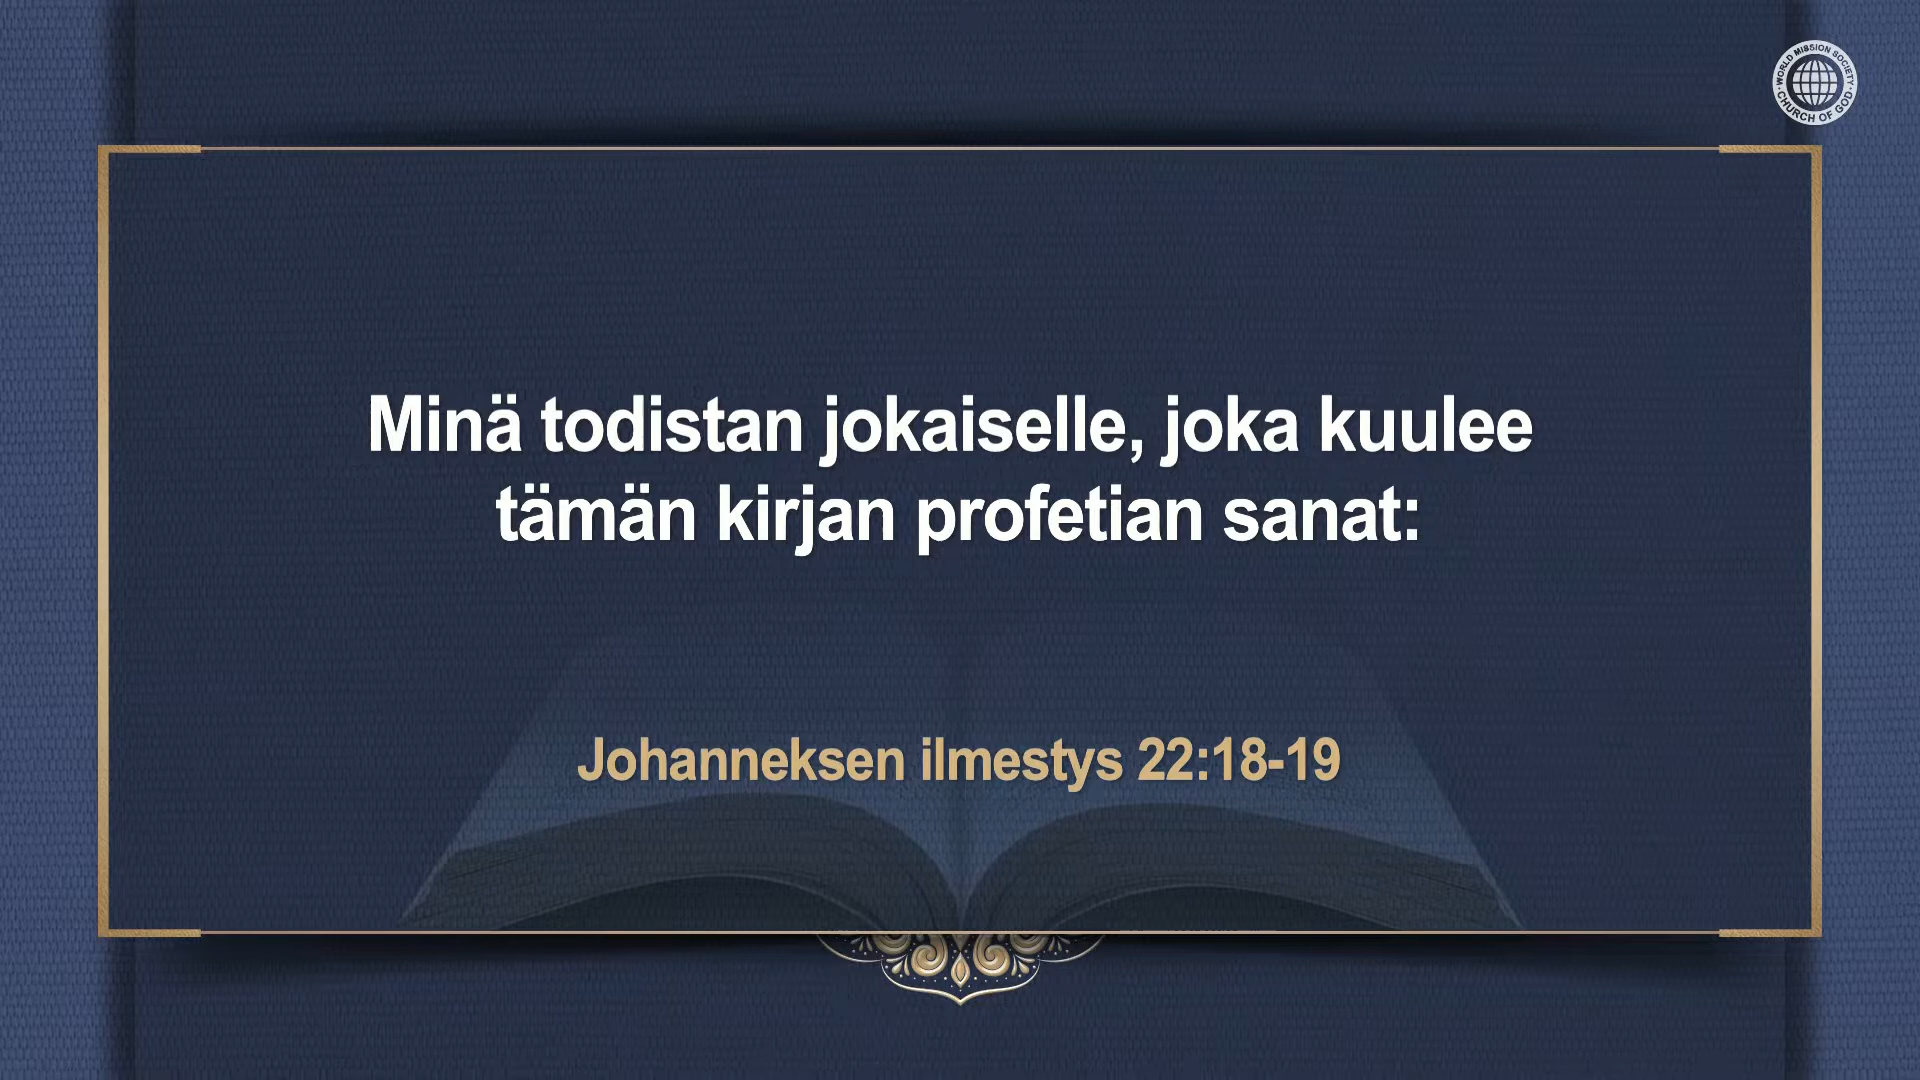 WORLD MISSION SOCIETY
CHURCH OF GOD
Minä todistan jokaiselle, joka kuulee
tämän kirjan profetian sanat:
Johanneksen ilmestys 22:18-19